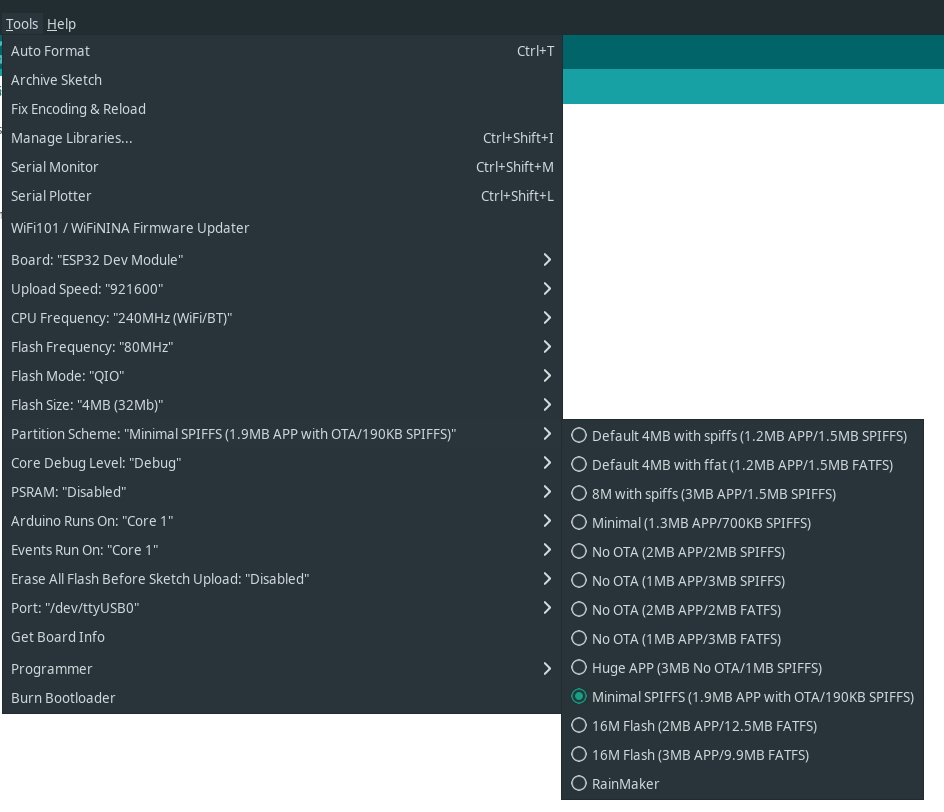 Tools Help
Auto Format Ctrl+T
Archive Sketch
Fix Encoding & Reload
Manage Libraries... Ctrl+Shift+I
Serial Monitor Ctrl+Shift+M
Serial Plotter Ctrl+Shift+L
WiFi101 / WiFiNINA Firmware Updater
Board: "ESP32 Dev Module"
Upload Speed: "921600"
CPU Frequency: "240MHz (WiFi/BT)"
Flash Frequency: "80MHz"
Flash Mode: "QIO"
Flash Size: "4MB (32Mb)"
Partition Scheme: "Minimal SPIFFS (1.9MB APP with OTA/190KB SPIFFS)"
Core Debug Level: "Debug"
PSRAM: "Disabled"
Arduino Runs On: "Core 1"
Events Run On: "Core 1"
Erase All Flash Before Sketch Upload: "Disabled"
Port: "/dev/ttyUSB0"
Get Board Info
Programmer
Burn Bootloader
Default 4MB with spiffs (1.2MB APP/1.5MB SPIFFS)
Default 4MB with ffat (1.2MB APP/1.5MB FATFS)
8M with spiffs (3MB APP/1.5MB SPIFFS)
Minimal (1.3MB APP/700KB SPIFFS)
No OTA (2MB APP/2MB SPIFFS)
No OTA (1MB APP/3MB SPIFFS)
No OTA (2MB APP/2MB FATFS)
No OTA (1MB APP/3MB FATFS)
Huge APP (3MB No OTA/1MB SPIFFS)
Minimal SPIFFS (1.9MB APP with OTA/190KB SPIFFS)
16M Flash (2MB APP/12.5MB FATFS)
16M Flash (3MB APP/9.9MB FATFS)
RainMaker